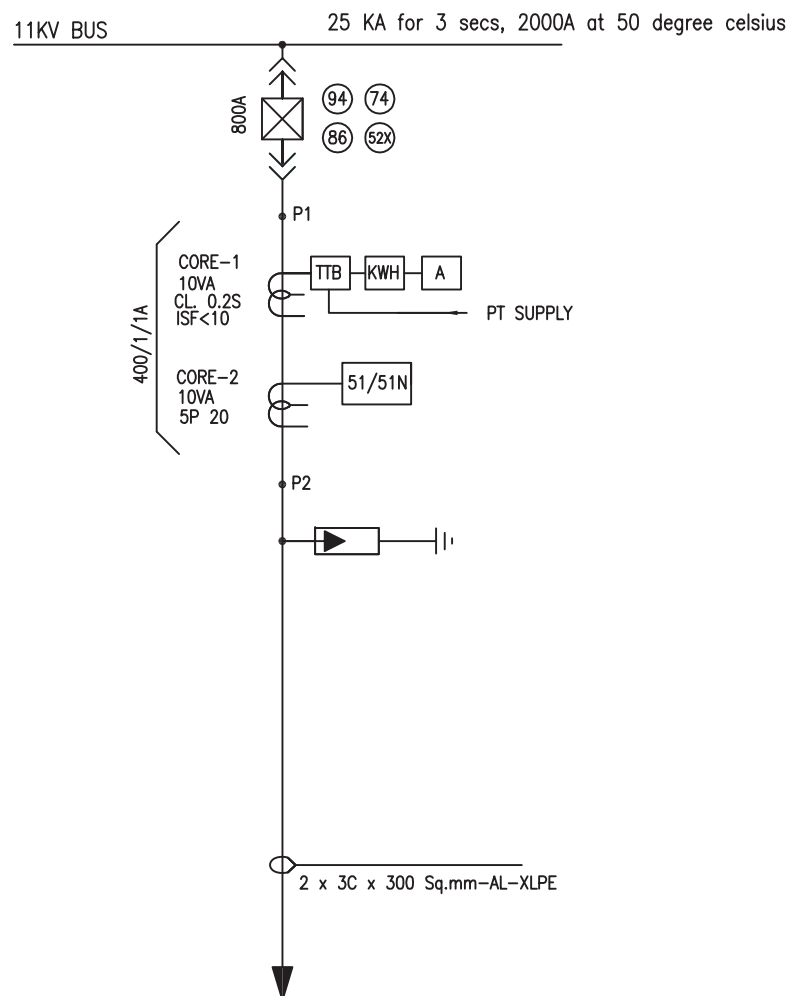 11KV BUS
25 KA for 3 secs, 2000A at 50 degree celsius
800A
94 74
86 52X
P1
400/1/1A
CORE-1
10VA
CL. 0.2S
ISF<10
TTB KWH A
PT SUPPLY
CORE-2
10VA
5P 20
51/51N
P2
2 x 3C x 300 Sq.mm-AL-XLPE